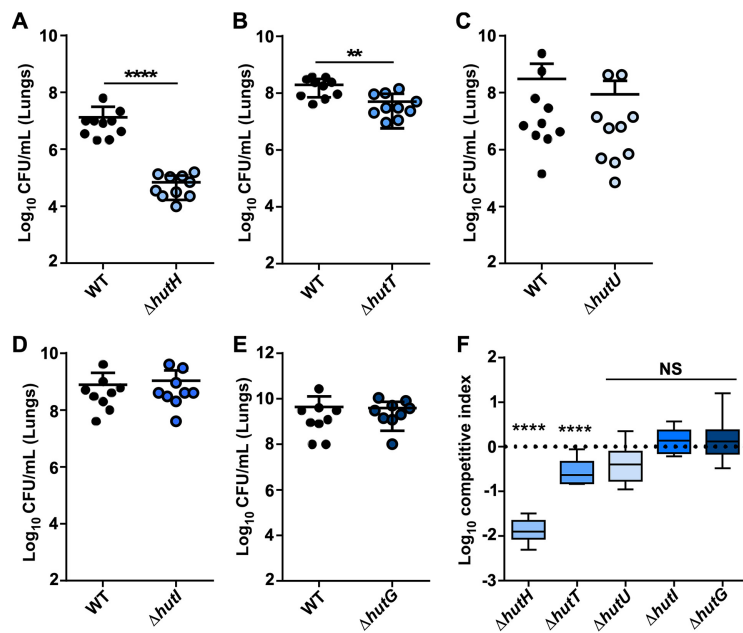 A
Log10 CFU/mL (Lungs)
10
8
6
4
2
****
WT
ΔhutH
B
Log10 CFU/mL (Lungs)
10
8
6
4
2
**
WT
ΔhutT
C
Log10 CFU/mL (Lungs)
10
8
6
4
2
WT
ΔhutU
D
Log10 CFU/mL (Lungs)
10
8
6
4
2
WT
ΔhutI
E
Log10 CFU/mL (Lungs)
12
10
8
6
4
2
WT
ΔhutG
F
Log10 competitive index
2
1
0
-1
-2
-3
NS
****
****
ΔhutH
ΔhutT
ΔhutU
ΔhutI
ΔhutG